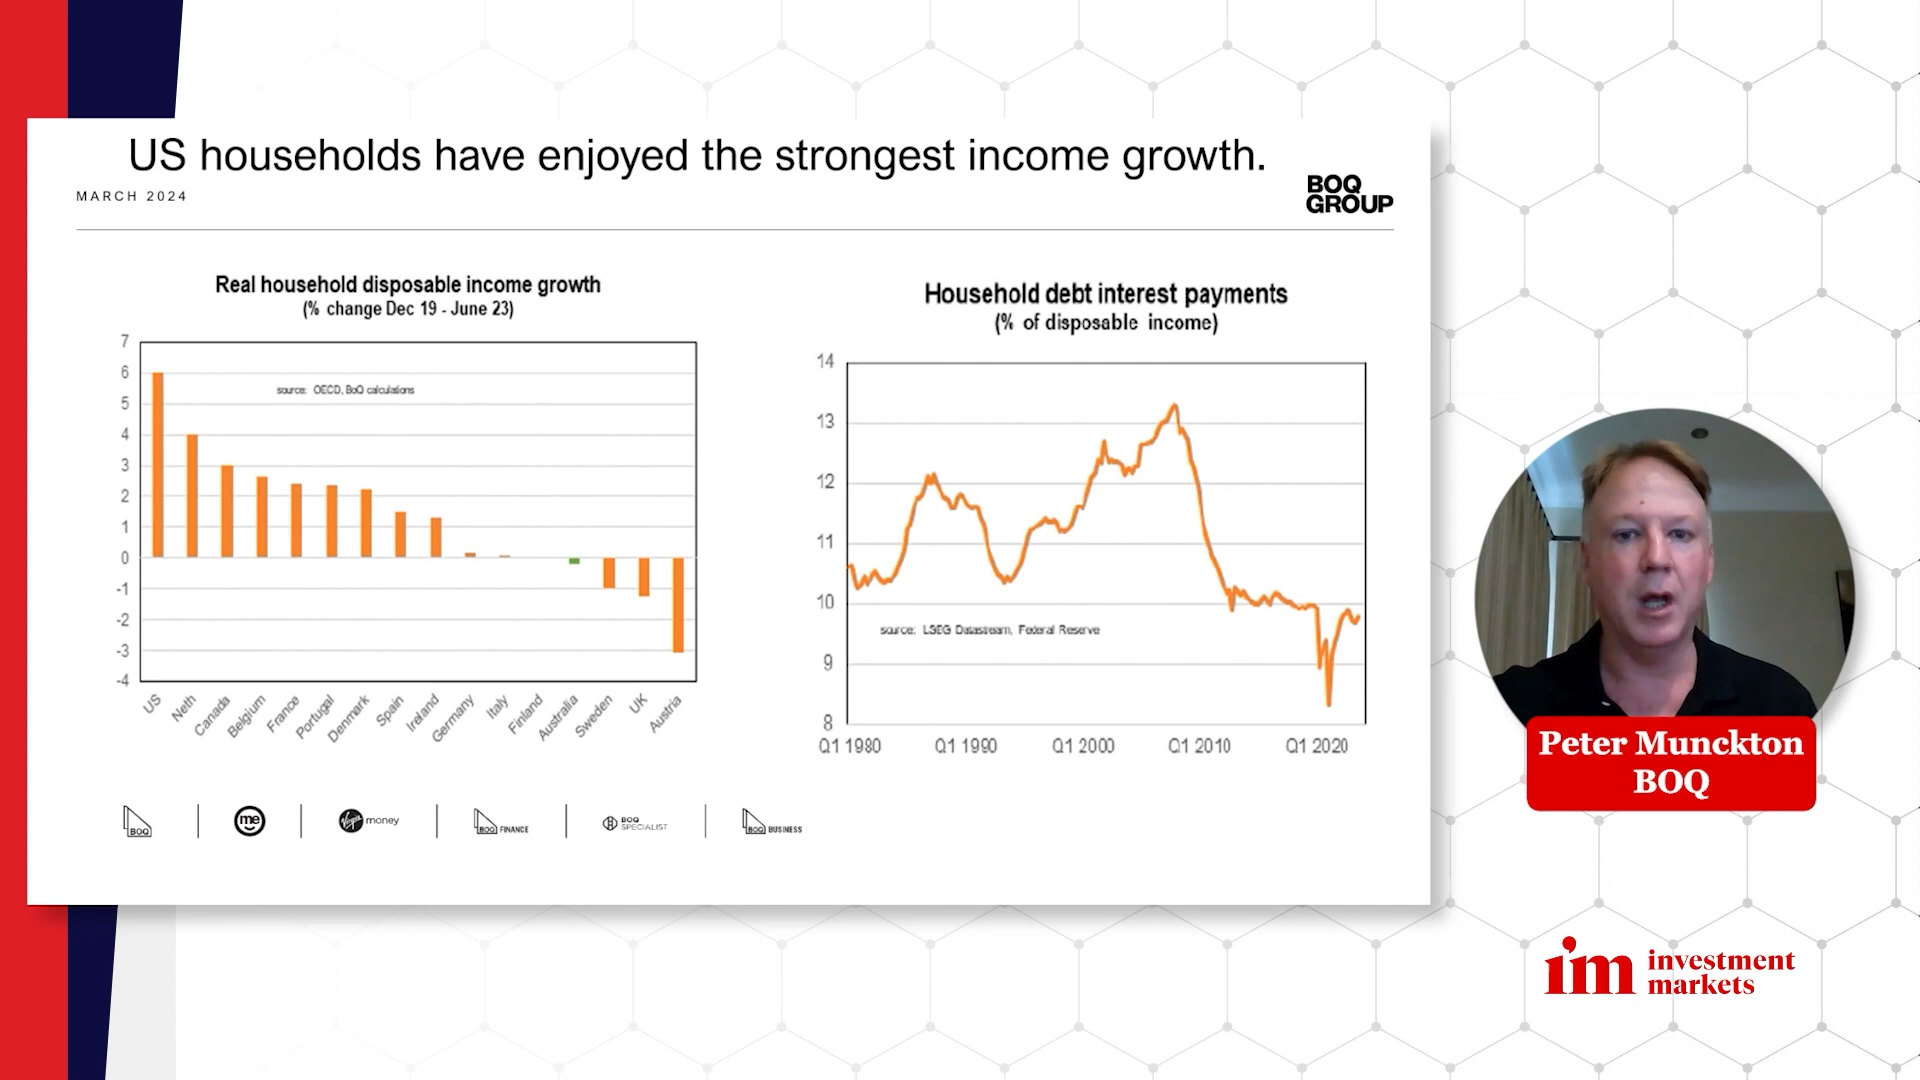 US households have enjoyed the strongest income growth.
MARCH 2024
BOQ
GROUP
Real household disposable income growth
(% change Dec 19 - June 23)
7
6
5
4
3
2
1
0
-1
-2
-3
-4
source: OECD, BoQ calculations
US
Neth
Canada
Belgium
France
Portugal
Denmark
Spain
Ireland
Germany
Italy
Finland
Australia
Sweden
UK
Austria
Household debt interest payments
(% of disposable income)
14
13
12
11
10
9
8
source: LSEG Datastream, Federal Reserve
Q1 1980
Q1 1990
Q1 2000
Q1 2010
Q1 2020
BOQ
me
Virgin money
BOQ FINANCE
BOQ
SPECIALIST
BOQ BUSINESS
Peter Munckton
BOQ
im investment
markets